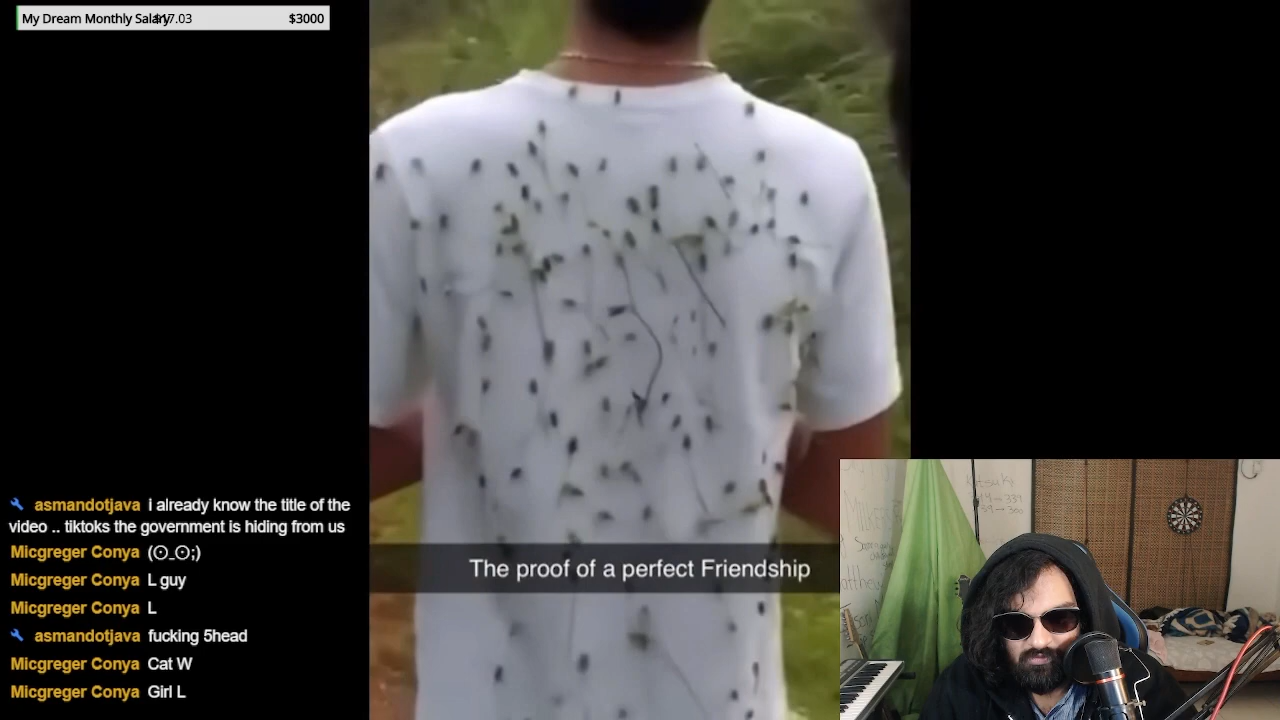 My Dream Monthly Salary $17.03 $3000
The proof of a perfect Friendship
asmandotjava i already know the title of the
video .. tiktoks the government is hiding from us
Micgreger Conya (⊙_⊙;)
Micgreger Conya L guy
Micgreger Conya L
asmandotjava fucking 5head
Micgreger Conya Cat W
Micgreger Conya Girl L